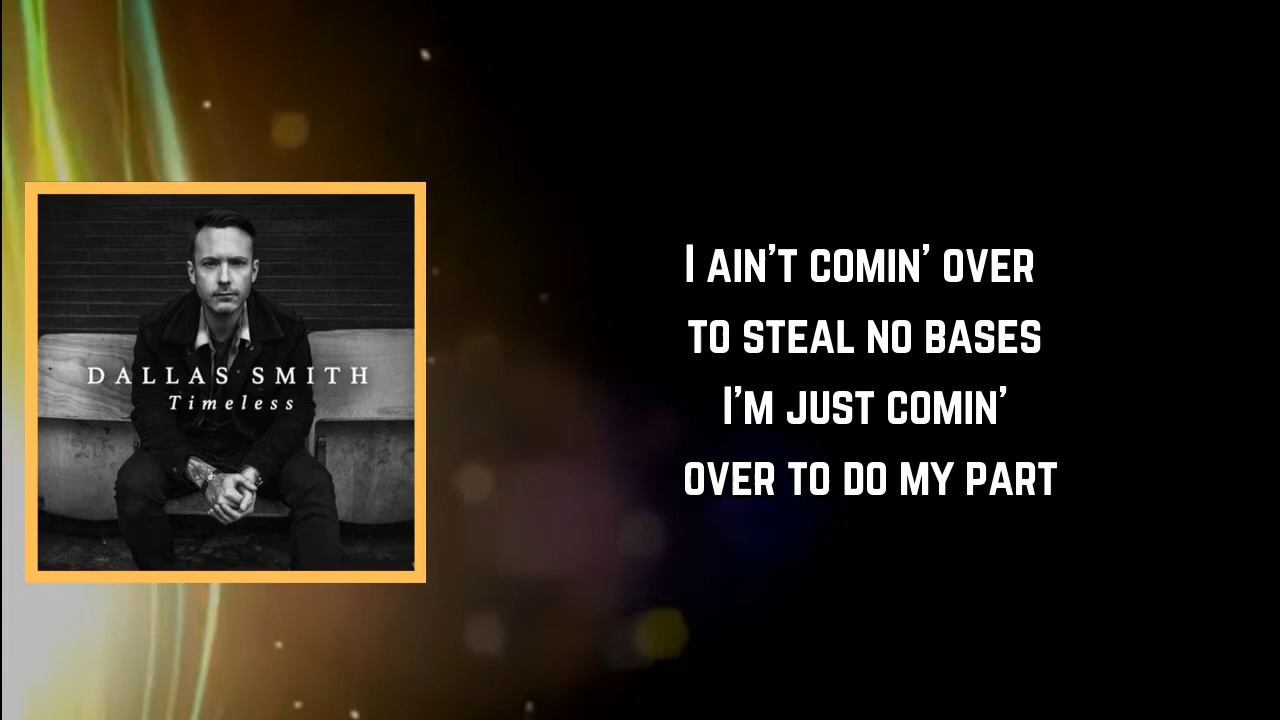 DALLAS SMITH
Timeless
I AIN'T COMIN' OVER
TO STEAL NO BASES
I'M JUST COMIN'
OVER TO DO MY PART